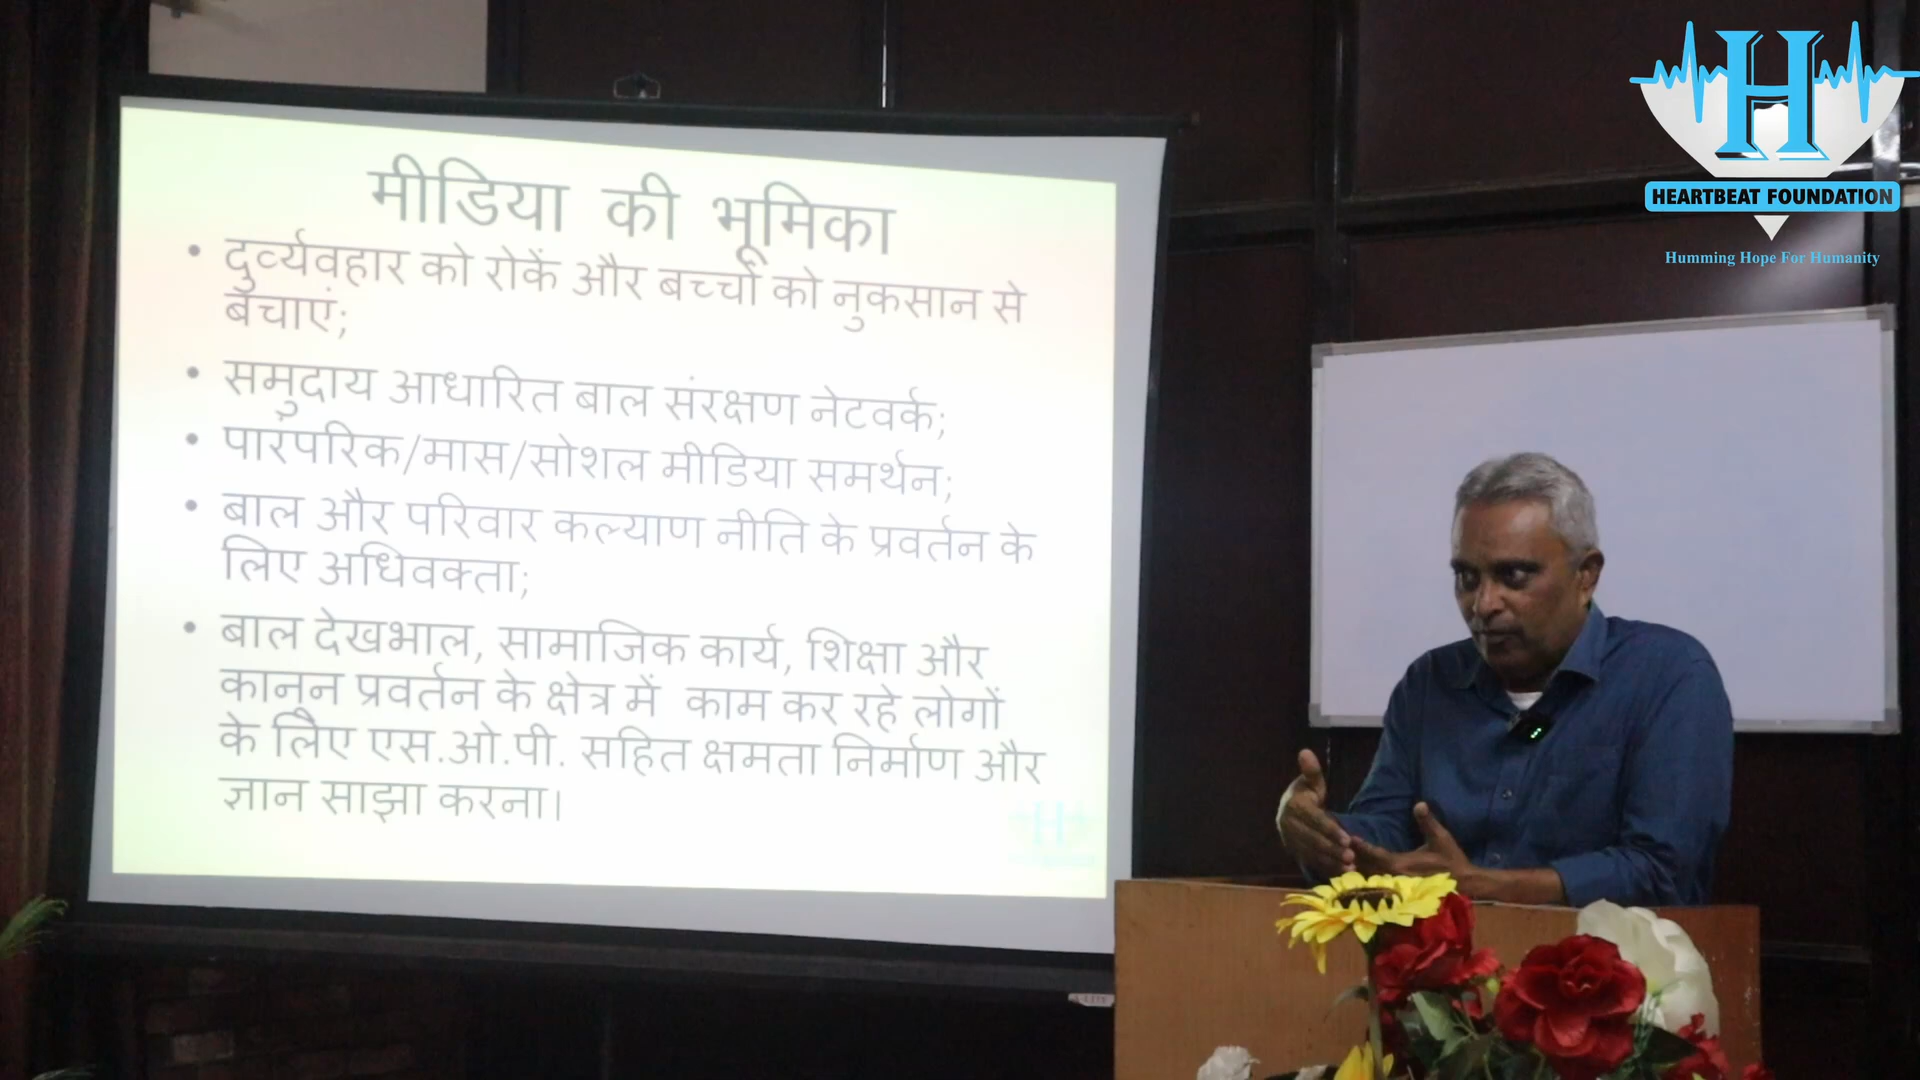 मीडिया की भूमिका
• दुर्व्यवहार को रोकें और बच्चों को नुकसान से
बचाएं;
• समुदाय आधारित बाल संरक्षण नेटवर्क;
• पारंपरिक/मास/सोशल मीडिया समर्थन;
• बाल और परिवार कल्याण नीति के प्रवर्तन के
लिए अधिवक्ता;
• बाल देखभाल, सामाजिक कार्य, शिक्षा और
कानून प्रवर्तन के क्षेत्र में काम कर रहे लोगों
के लिए एस.ओ.पी. सहित क्षमता निर्माण और
ज्ञान साझा करना।
H
H
HEARTBEAT FOUNDATION
Humming Hope For Humanity